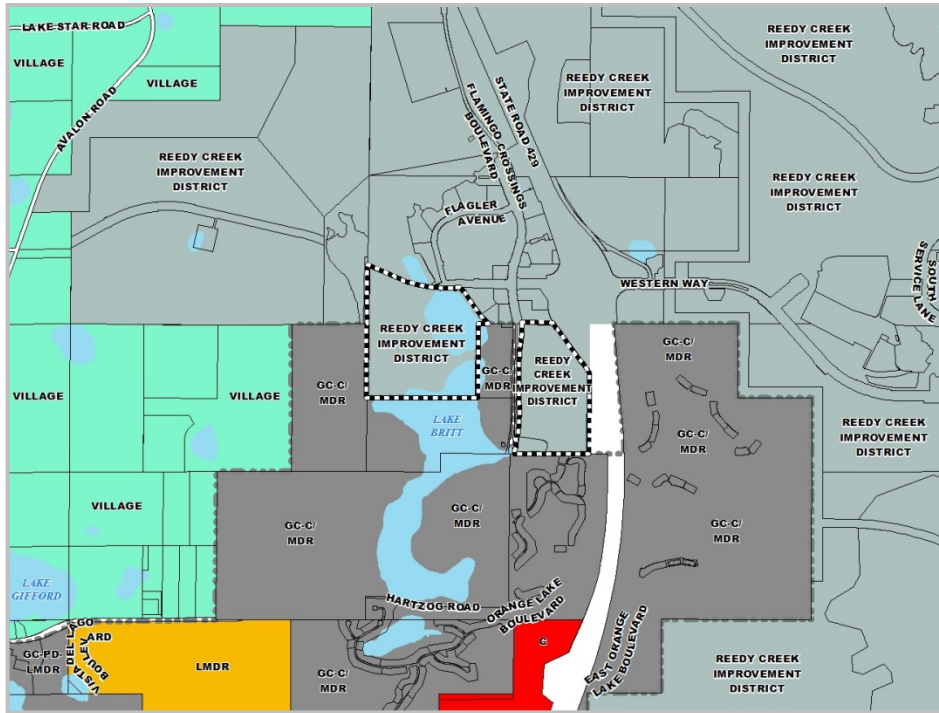 LAKE STAR ROAD
VILLAGE
VILLAGE
AVALON ROAD
REEDY CREEK
IMPROVEMENT
DISTRICT
FLAMINGO CROSSINGS
BOULEVARD
STATE ROAD 429
REEDY CREEK
IMPROVEMENT
DISTRICT
REEDY CREEK
IMPROVEMENT
DISTRICT
REEDY CREEK
IMPROVEMENT
DISTRICT
FLAGLER
AVENUE
WESTERN WAY
SOUTH
SERVICE LANE
REEDY CREEK
IMPROVEMENT
DISTRICT
REEDY
CREEK
IMPROVEMENT
DISTRICT
GC-C/
MDR
GC-C/
MDR
GC-C/
MDR
VILLAGE
VILLAGE
LAKE
BRITT
GC-C/
MDR
REEDY CREEK
IMPROVEMENT
DISTRICT
VILLAGE
GC-C/
MDR
GC-C/
MDR
GC-C/
MDR
LAKE
GIFFORD
HARTZOG ROAD
ORANGE LAKE
BOULEVARD
EAST ORANGE
LAKE BOULEVARD
VISTA DEL LAGO
BOULEVARD
GC-PD-
LMDR
LMDR
GC-C/
MDR
C
REEDY CREEK
IMPROVEMENT
DISTRICT